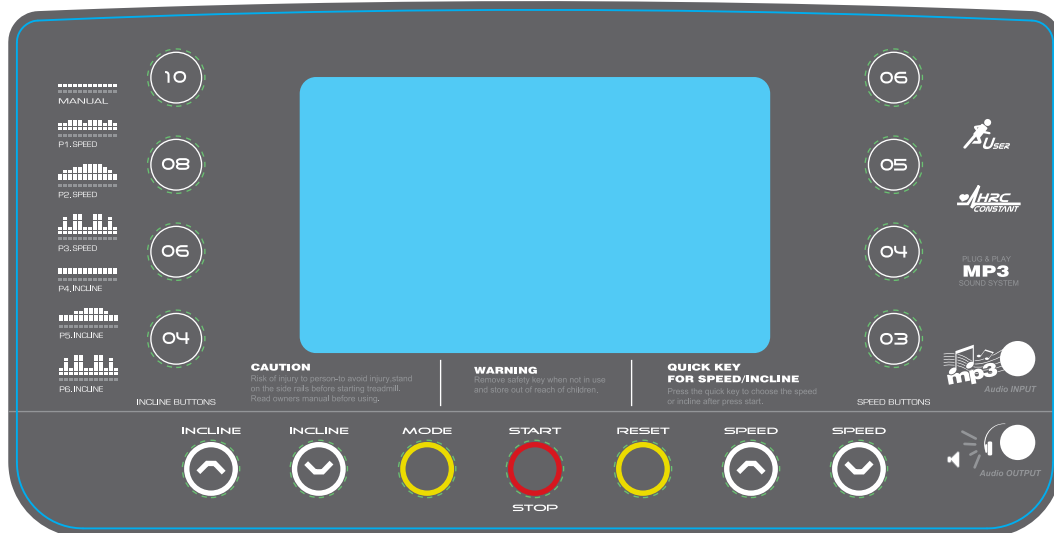 MANUAL
P1. SPEED
P2. SPEED
P3. SPEED
P4. INCLINE
P5. INCLINE
P6. INCLINE
10
08
06
04
INCLINE BUTTONS
CAUTION
Risk of injury to person-to avoid injury,stand
on the side ralls before starting treadmill.
Read owners manual before using.
WARNING
Remove safety key when not in use
and store out of reach of children.
QUICK KEY
FOR SPEED/INCLINE
Press the quick key to choose the speed
or incline after press start.
06
05
04
03
SPEED BUTTONS
USER
HRC
CONSTANT
PLUG & PLAY
MP3
SOUND SYSTEM
mp3
Audio INPUT
INCLINE
INCLINE
MODE
START
STOP
RESET
SPEED
SPEED
Audio OUTPUT